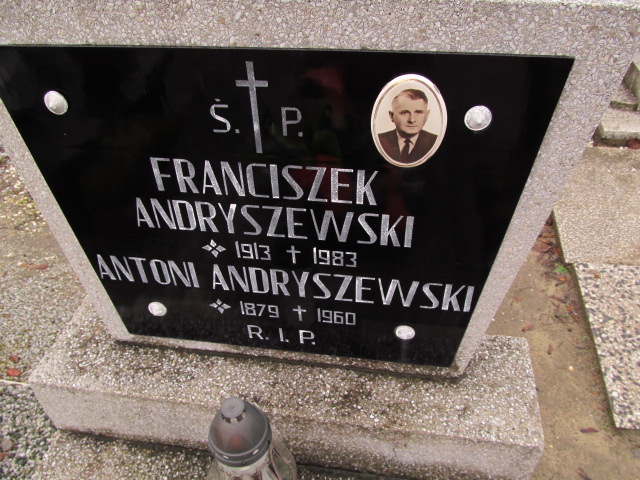 Ś. P.
FRANCISZEK
ANDRYSZEWSKI
1913 † 1983
ANTONI ANDRYSZEWSKI
1879 † 1960
R. I. P.